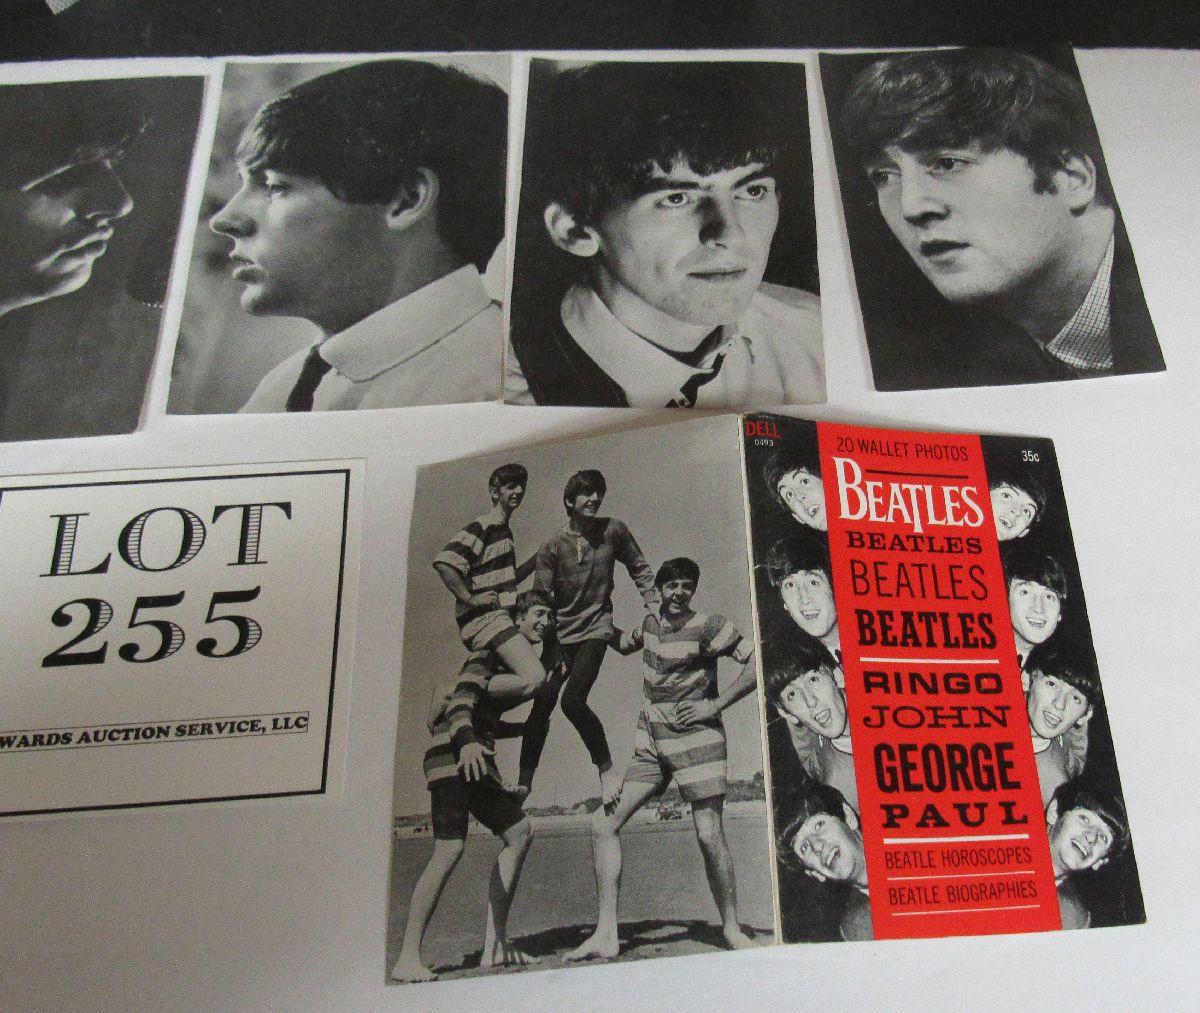 LOT
255
WARDS AUCTION SERVICE, LLC
DELL
0493
20 WALLET PHOTOS
35c
BEATLES
BEATLES
BEATLES
BEATLES
RINGO
JOHN
GEORGE
PAUL
BEATLE HOROSCOPES
BEATLE BIOGRAPHIES